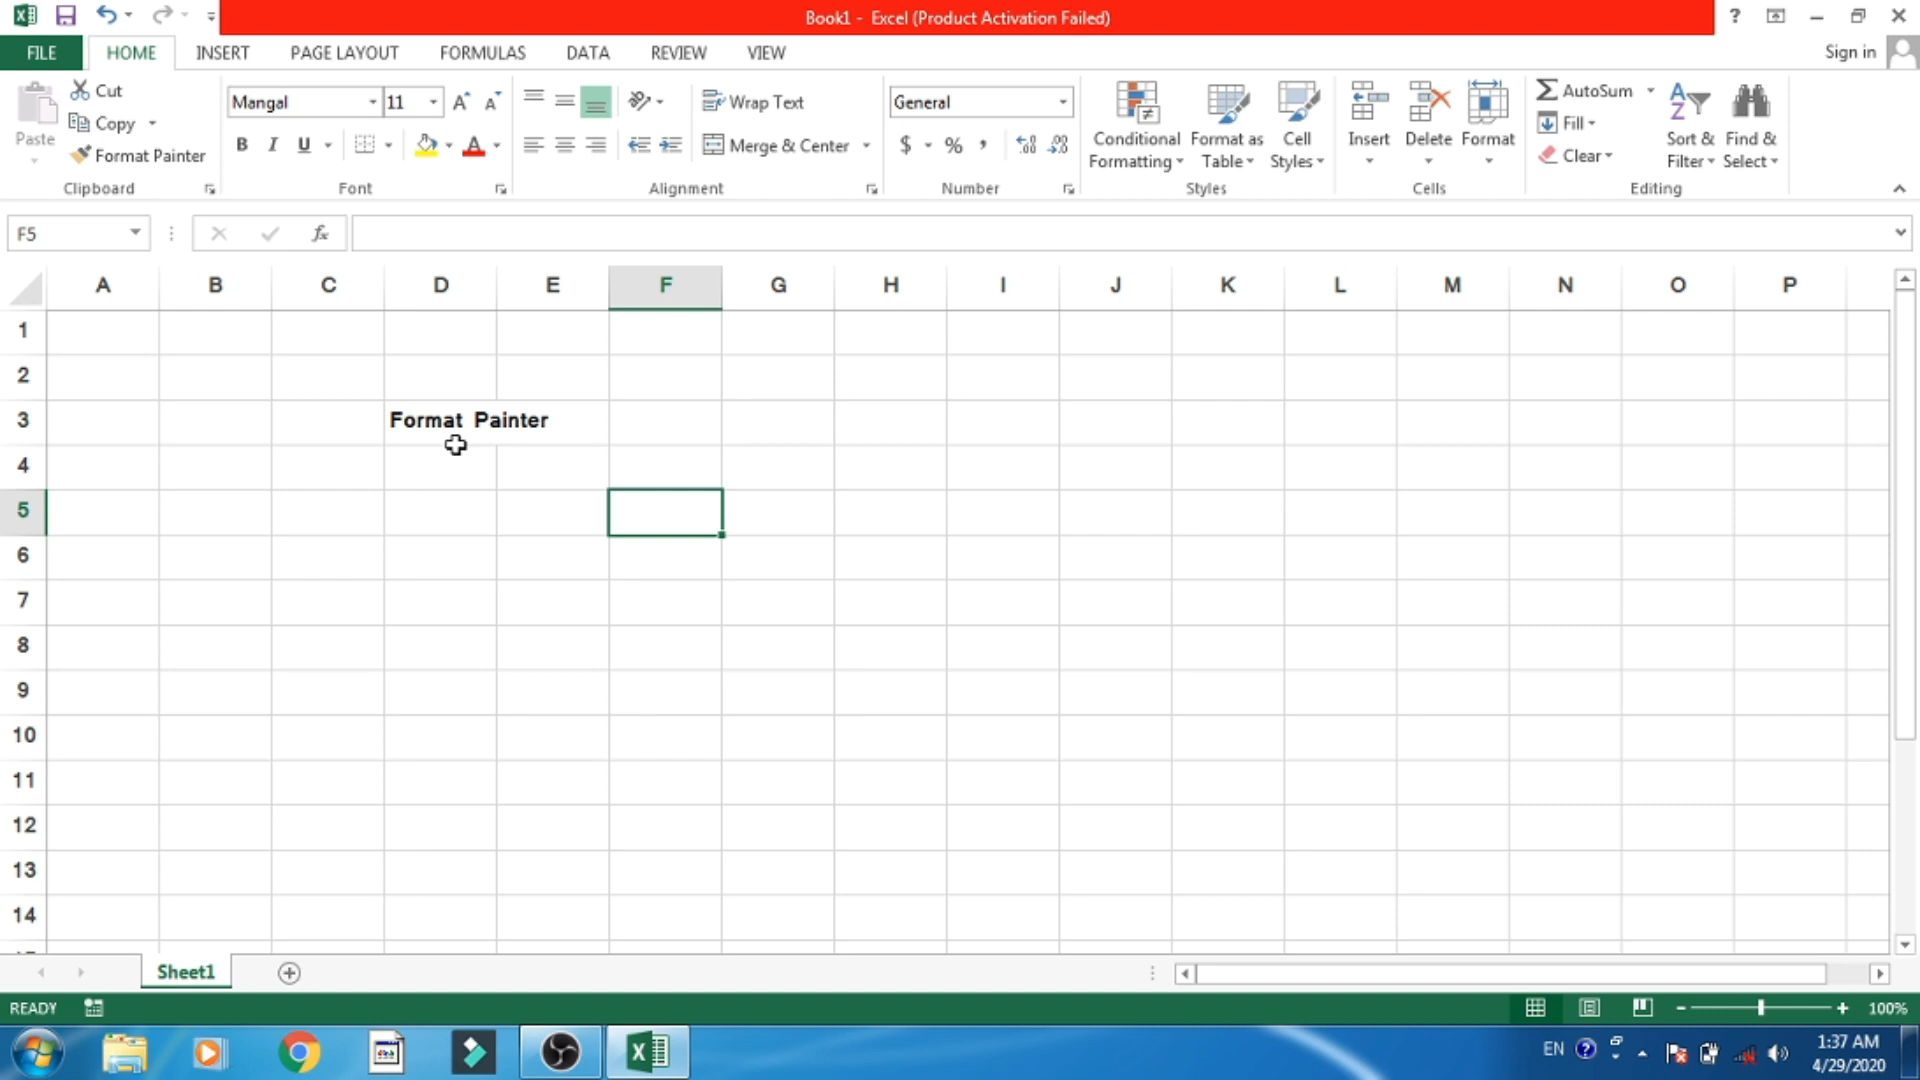 Book1 - Excel (Product Activation Failed)
?
FILE HOME INSERT PAGE LAYOUT FORMULAS DATA REVIEW VIEW Sign in
Paste
Cut
Copy
Format Painter
Clipboard
Mangal 11
B I U
Font
Wrap Text
Merge & Center
Alignment
General
$ % ,
Number
Conditional Formatting
Format as Table
Cell Styles
Styles
Insert Delete Format
Cells
AutoSum
Fill
Clear
Sort & Filter
Find & Select
Editing
F5 fx
A B C D E F G H I J K L M N O P
1
2
3 Format Painter
4
5
6
7
8
9
10
11
12
13
14
Sheet1
READY 100%
EN 1:37 AM
4/29/2020